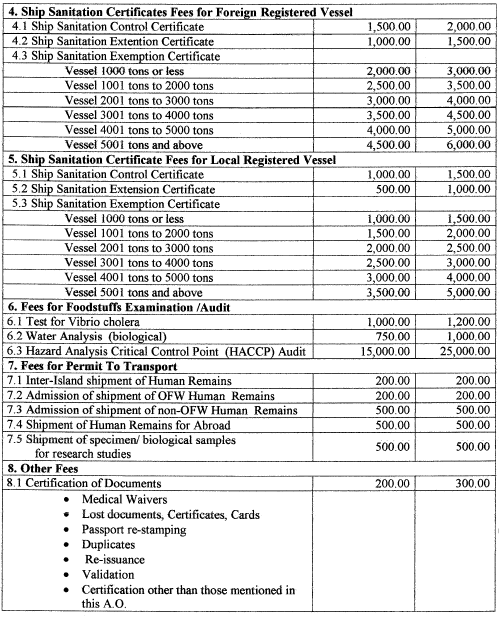 4. Ship Sanitation Certificates Fees for Foreign Registered Vessel
4.1 Ship Sanitation Control Certificate 1,500.00 2,000.00
4.2 Ship Sanitation Extention Certificate 1,000.00 1,500.00
4.3 Ship Sanitation Exemption Certificate
Vessel 1000 tons or less 2,000.00 3,000.00
Vessel 1001 tons to 2000 tons 2,500.00 3,500.00
Vessel 2001 tons to 3000 tons 3,000.00 4,000.00
Vessel 3001 tons to 4000 tons 3,500.00 4,500.00
Vessel 4001 tons to 5000 tons 4,000.00 5,000.00
Vessel 5001 tons and above 4,500.00 6,000.00
5. Ship Sanitation Certificate Fees for Local Registered Vessel
5.1 Ship Sanitation Control Certificate 1,000.00 1,500.00
5.2 Ship Sanitation Extension Certificate 500.00 1,000.00
5.3 Ship Sanitation Exemption Certificate
Vessel 1000 tons or less 1,000.00 1,500.00
Vessel 1001 tons to 2000 tons 1,500.00 2,000.00
Vessel 2001 tons to 3000 tons 2,000.00 2,500.00
Vessel 3001 tons to 4000 tons 2,500.00 3,000.00
Vessel 4001 tons to 5000 tons 3,000.00 4,000.00
Vessel 5001 tons and above 3,500.00 5,000.00
6. Fees for Foodstuffs Examination /Audit
6.1 Test for Vibrio cholera 1,000.00 1,200.00
6.2 Water Analysis (biological) 750.00 1,000.00
6.3 Hazard Analysis Critical Control Point (HACCP) Audit 15,000.00 25,000.00
7. Fees for Permit To Transport
7.1 Inter-Island shipment of Human Remains 200.00 200.00
7.2 Admission of shipment of OFW Human Remains 200.00 200.00
7.3 Admission of shipment of non-OFW Human Remains 500.00 500.00
7.4 Shipment of Human Remains for Abroad 500.00 500.00
7.5 Shipment of specimen/ biological samples
for research studies 500.00 500.00
8. Other Fees
8.1 Certification of Documents 200.00 300.00
• Medical Waivers
• Lost documents, Certificates, Cards
• Passport re-stamping
• Duplicates
• Re-issuance
• Validation
• Certification other than those mentioned in
this A.O.